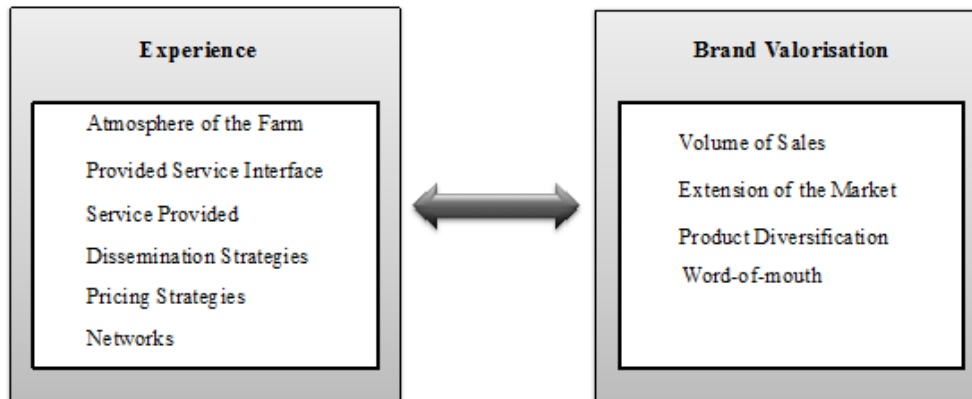 Experience
Atmosphere of the Farm
Provided Service Interface
Service Provided
Dissemination Strategies
Pricing Strategies
Networks
Brand Valorisation
Volume of Sales
Extension of the Market
Product Diversification
Word-of-mouth